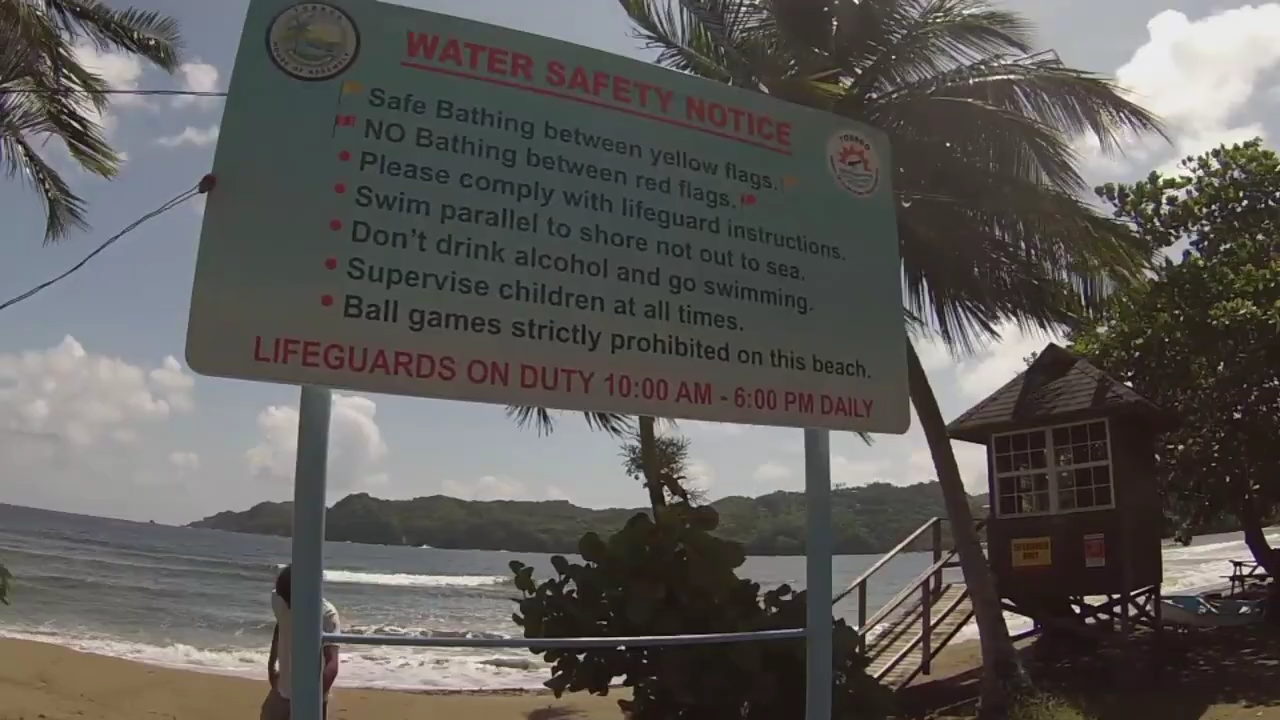 TOBAGO
WATER SAFETY NOTICE
TOBAGO
Safe Bathing between yellow flags.
NO Bathing between red flags.
Please comply with lifeguard instructions.
Swim parallel to shore not out to sea.
Don't drink alcohol and go swimming.
Supervise children at all times.
Ball games strictly prohibited on this beach.
LIFEGUARDS ON DUTY 10:00 AM - 6:00 PM DAILY